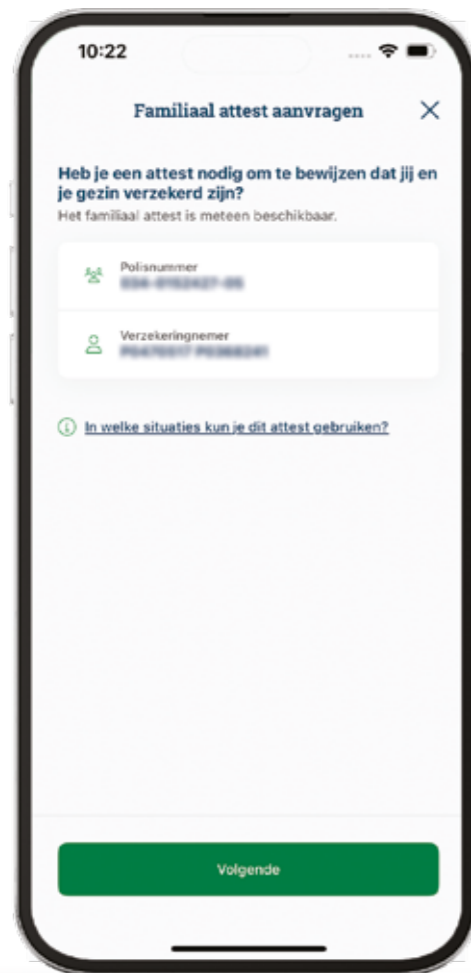 10:22
Familiaal attest aanvragen
Heb je een attest nodig om te bewijzen dat jij en
je gezin verzekerd zijn?
Het familiaal attest is meteen beschikbaar.
Polisnummer
Verzekeringnemer
In welke situaties kun je dit attest gebruiken?
Volgende